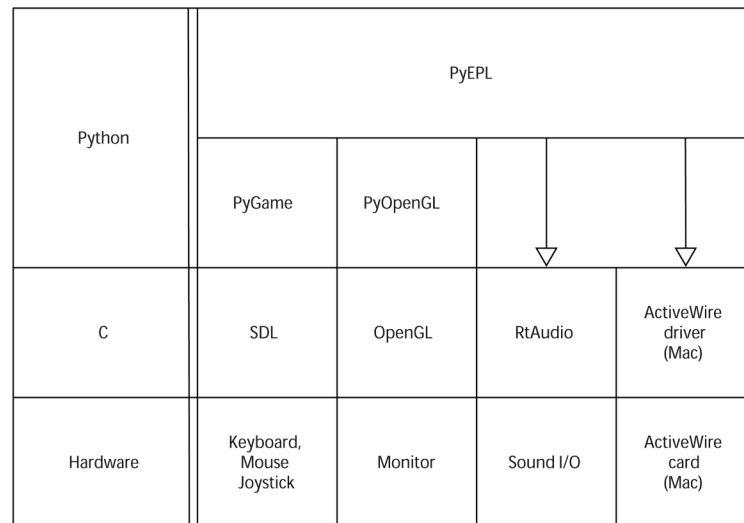 PyEPL
Python
PyGame
PyOpenGL
C
SDL
OpenGL
RtAudio
ActiveWire
driver
(Mac)
Hardware
Keyboard,
Mouse
Joystick
Monitor
Sound I/O
ActiveWire
card
(Mac)